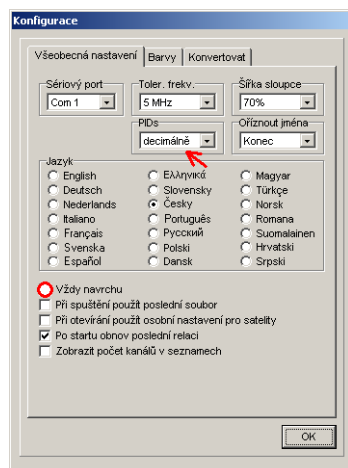 Konfigurace
Všeobecná nastavení Barvy Konvertovat
Sériový port Toler. frekv. Šířka sloupce
Com 1 5 MHz 70%
PIDs Oříznout jména
decimálně Konec
Jazyk
English Ελληνικά Magyar
Deutsch Slovensky Türkçe
Nederlands Česky Norsk
Italiano Português Romana
Français Русский Suomalainen
Svenska Polski Hrvatski
Español Dansk Srpski
Vždy navrchu
Při spuštění použít poslední soubor
Při otevírání použít osobní nastavení pro satelity
Po startu obnov poslední relaci
Zobrazit počet kanálů v seznamech
OK